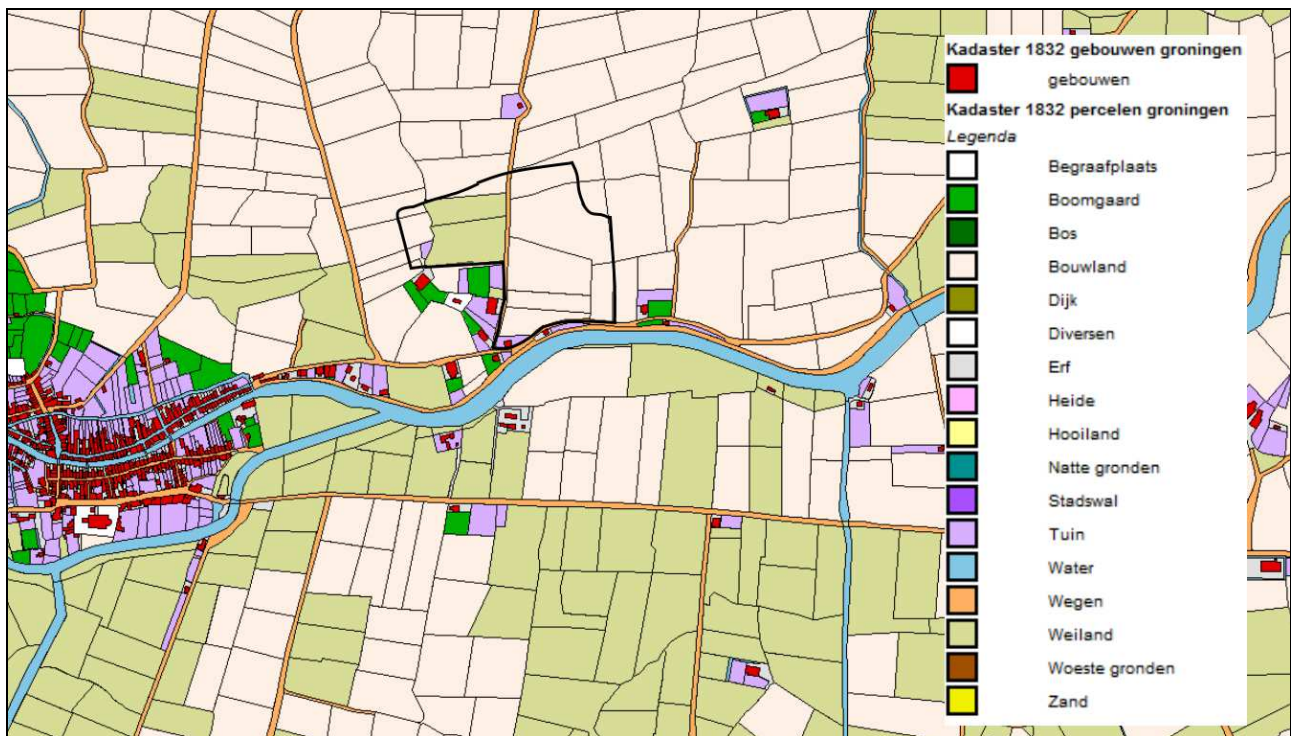 Kadaster 1832 gebouwen groningen
gebouwen
Kadaster 1832 percelen groningen
Legenda
Begraafplaats
Boomgaard
Bos
Bouwland
Dijk
Diversen
Erf
Heide
Hooiland
Natte gronden
Stadswal
Tuin
Water
Wegen
Weiland
Woeste gronden
Zand